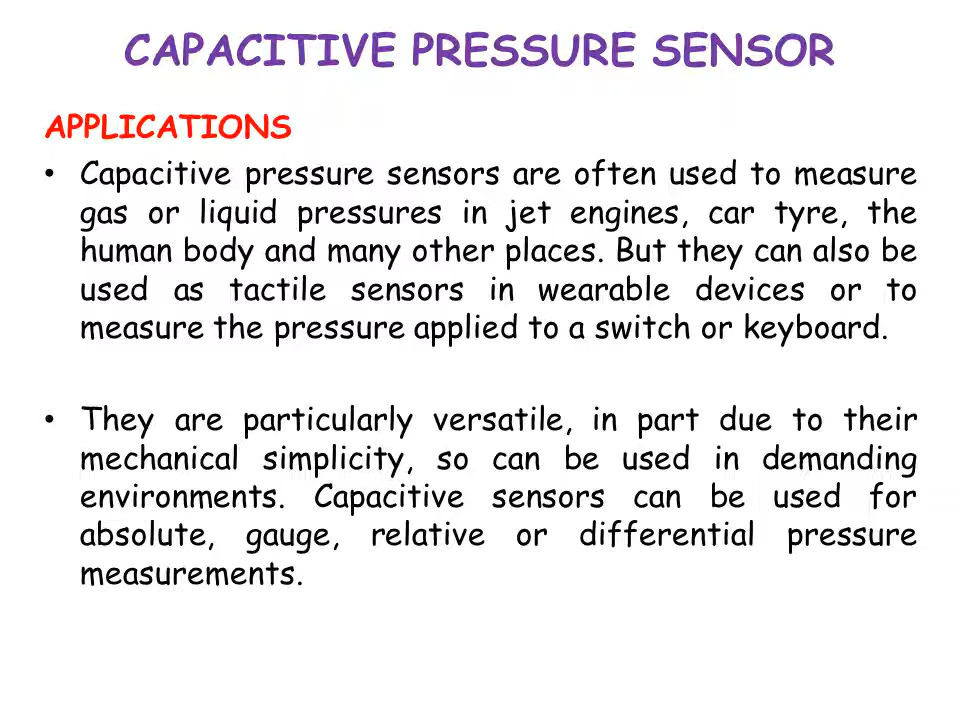 CAPACITIVE PRESSURE SENSOR
APPLICATIONS
• Capacitive pressure sensors are often used to measure
gas or liquid pressures in jet engines, car tyre, the
human body and many other places. But they can also be
used as tactile sensors in wearable devices or to
measure the pressure applied to a switch or keyboard.
• They are particularly versatile, in part due to their
mechanical simplicity, so can be used in demanding
environments. Capacitive sensors can be used for
absolute, gauge, relative or differential pressure
measurements.